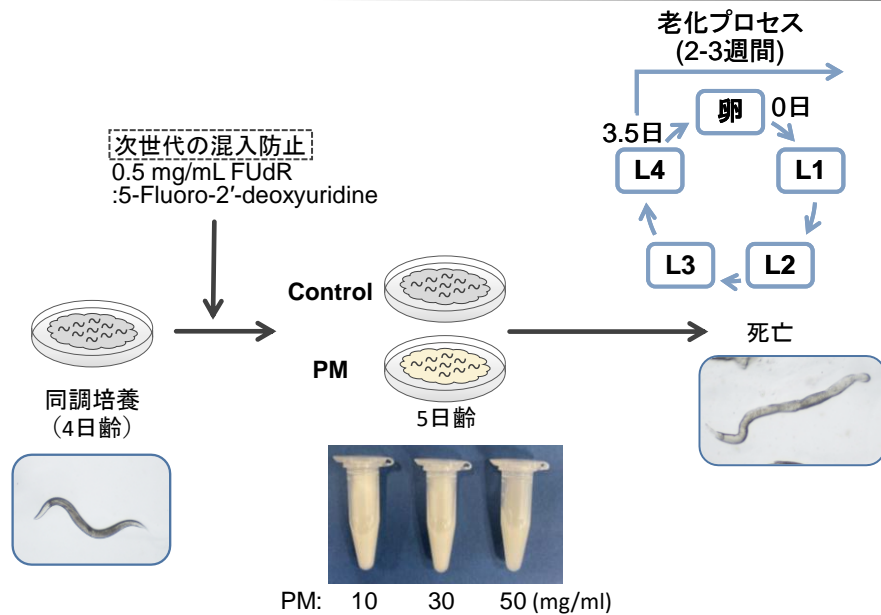 老化プロセス
(2-3週間)
卵
0日
3.5日
L4
L1
L3
L2
次世代の混入防止
0.5 mg/mL FUdR
:5-Fluoro-2′-deoxyuridine
Control
PM
同調培養
(4日齢)
5日齢
死亡
PM: 10 30 50 (mg/ml)